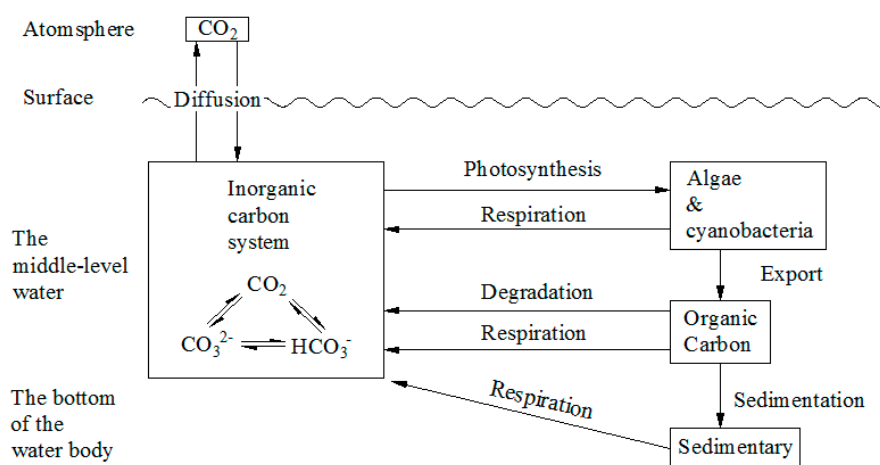 Atomsphere
CO₂
Surface
Diffusion
Inorganic
carbon
system
CO₂
CO₃²⁻
HCO₃⁻
Photosynthesis
Respiration
Algae
&
cyanobacteria
The
middle-level
water
Export
Degradation
Respiration
Organic
Carbon
The bottom
of the
water body
Respiration
Sedimentation
Sedimentary